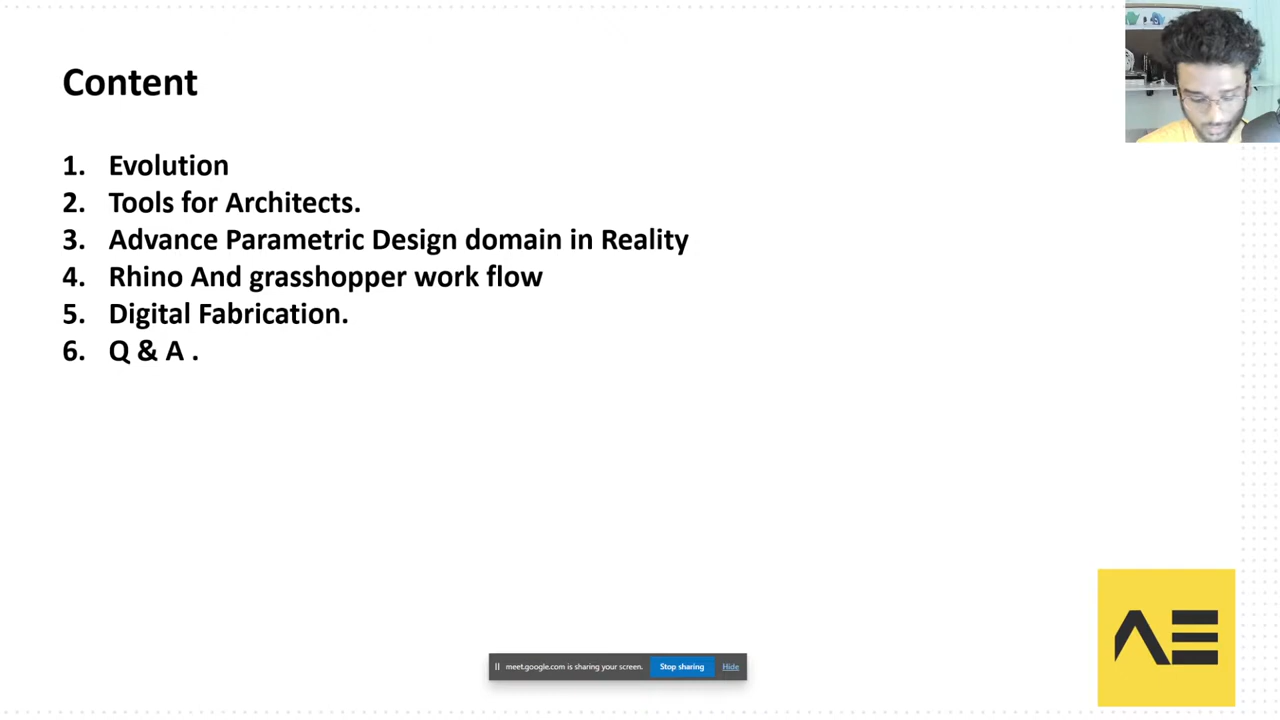 Content
1. Evolution
2. Tools for Architects.
3. Advance Parametric Design domain in Reality
4. Rhino And grasshopper work flow
5. Digital Fabrication.
6. Q & A .
AE
meet.google.com is sharing your screen. Stop sharing Hide